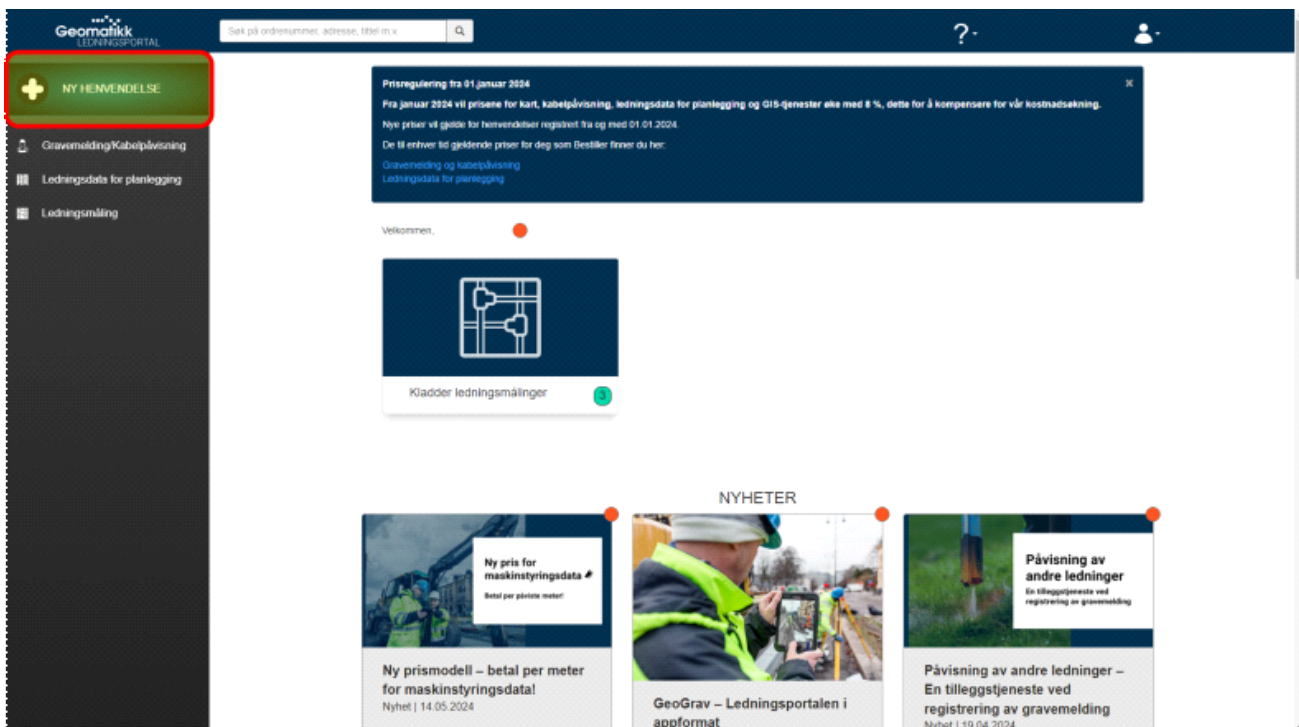 Geomatikk
LEDNINGSPORTAL
Søk på ordrenummer, adresse, tittel m.v.
?
NY HENVENDELSE
Gravemelding/Kabelpåvisning
Ledningsdata for planlegging
Ledningsmåling
Prisregulering fra 01.januar 2024
Fra januar 2024 vil prisene for kart, kabelpåvisning, ledningsdata for planlegging og GIS-tjenester øke med 8 %, dette for å kompensere for vår kostnadsøkning.
Nye priser vil gjelde for henvendelser registrert fra og med 01.01.2024.
De til enhver tid gjeldende priser for deg som Bestiller finner du her:
Gravemelding og kabelpåvisning
Ledningsdata for planlegging
Velkommen,
Kladder ledningsmålinger
3
NYHETER
Ny pris for
maskinstyringsdata
Betal per påviste meter!
Påvisning av
andre ledninger
En tilleggstjeneste ved
registrering av gravemelding
Ny prismodell – betal per meter
for maskinstyringsdata!
Nyhet | 14.05.2024
GeoGrav – Ledningsportalen i
appformat
Påvisning av andre ledninger –
En tilleggstjeneste ved
registrering av gravemelding
Nyhet | 19.04.2024